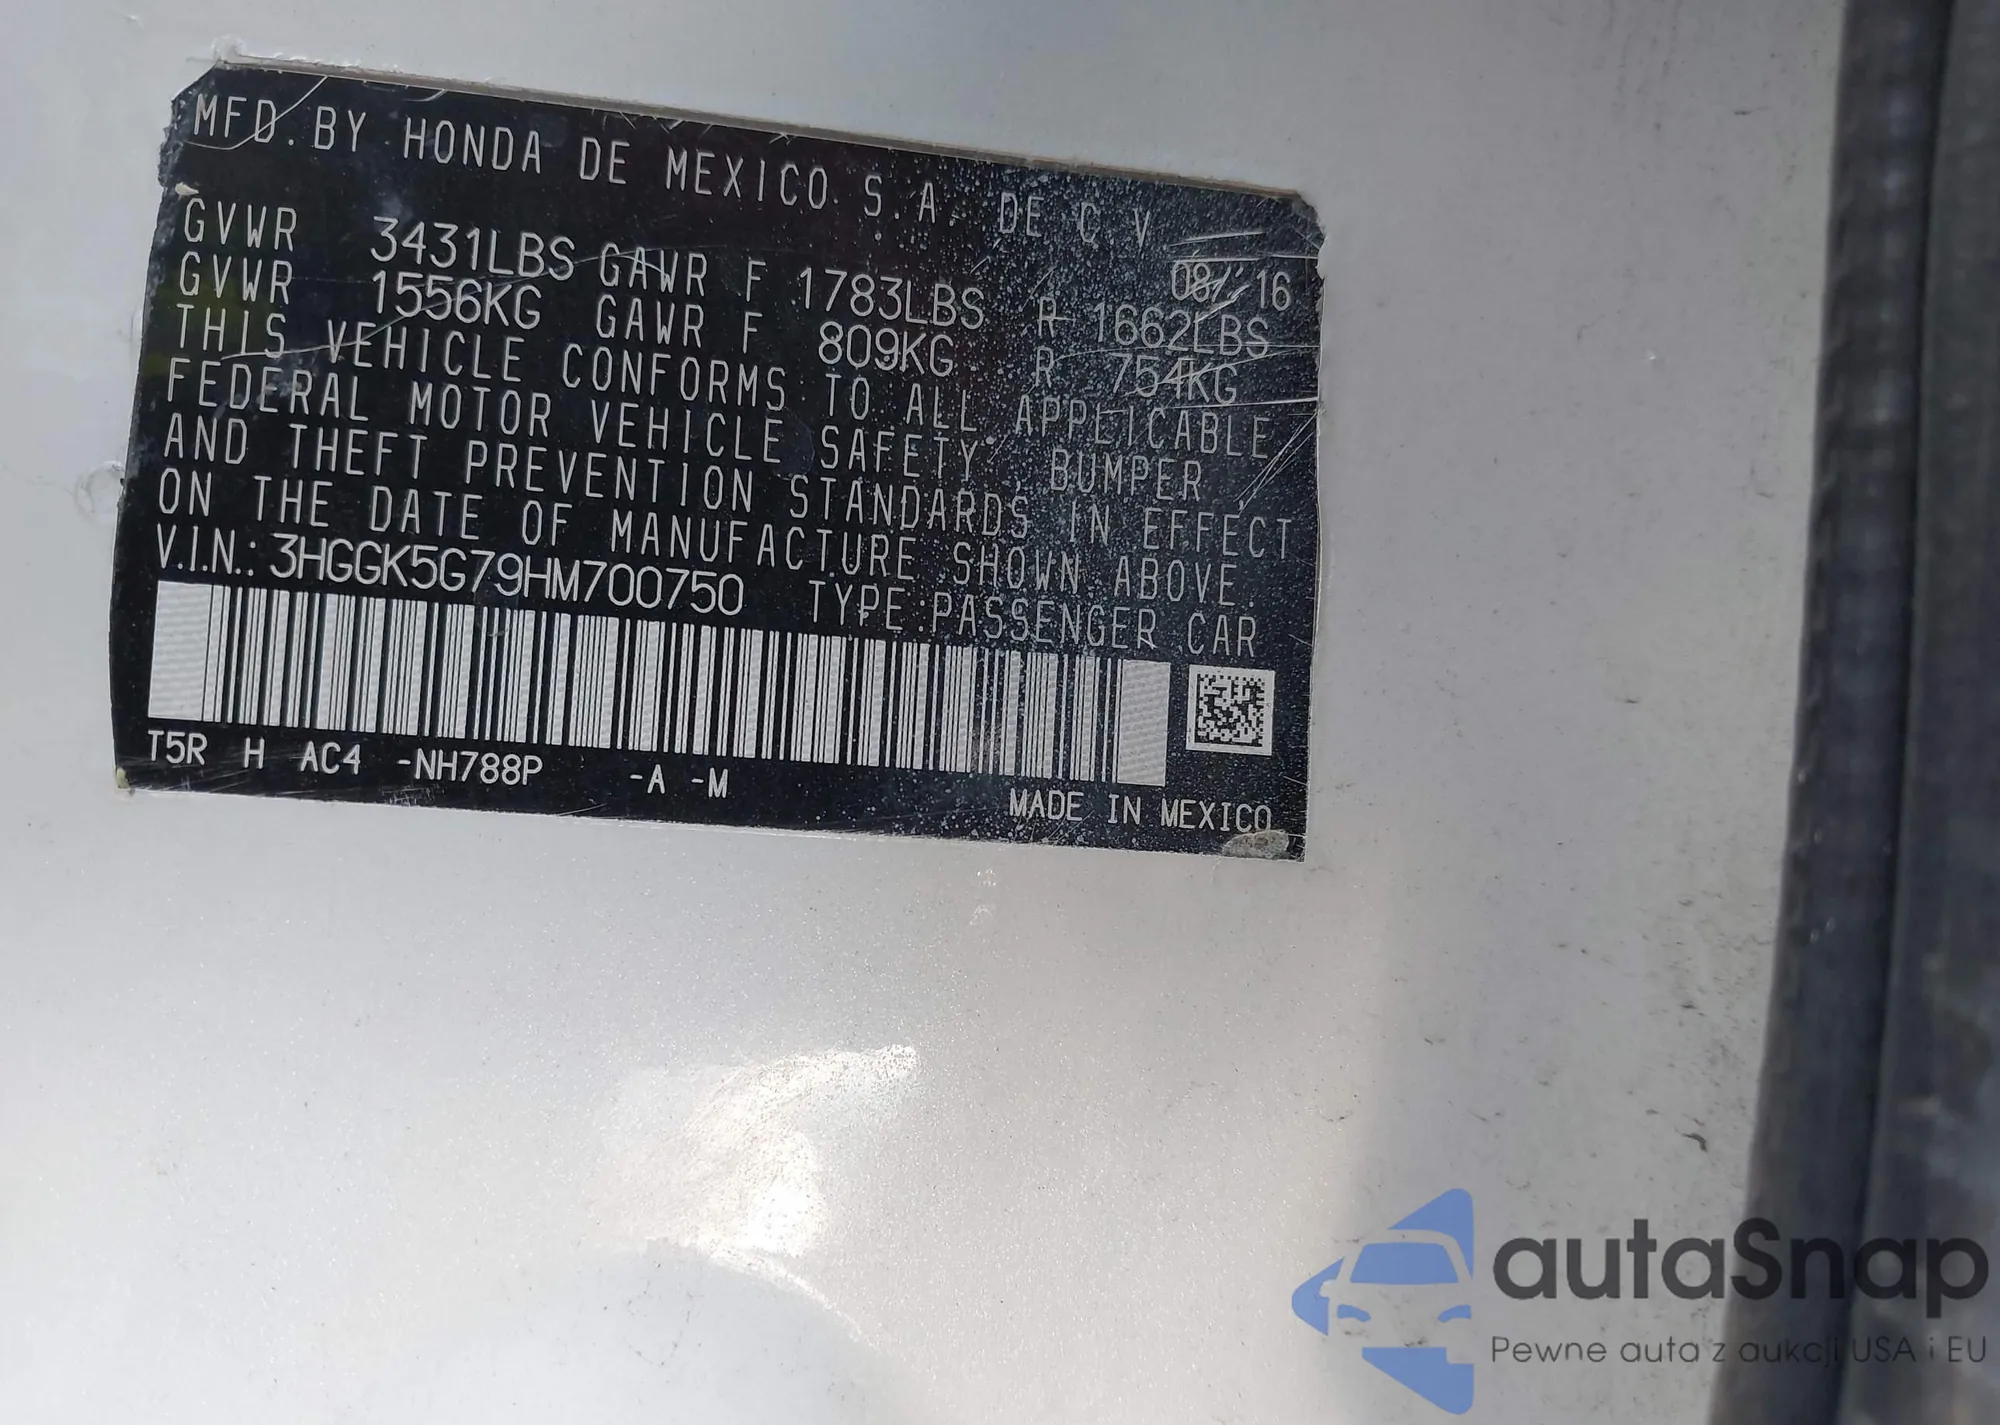 MFD. BY HONDA DE MEXICO S.A. DE C.V.
08/16
GVWR 3431LBS GAWR F 1783LBS R 1662LBS
GVWR 1556KG GAWR F 809KG R 754KG
THIS VEHICLE CONFORMS TO ALL APPLICABLE
FEDERAL MOTOR VEHICLE SAFETY, BUMPER
AND THEFT PREVENTION STANDARDS IN EFFECT
ON THE DATE OF MANUFACTURE SHOWN ABOVE.
V.I.N.: 3HGGK5G79HM700750 TYPE:PASSENGER CAR
T5R H AC4 -NH788P -A -M
MADE IN MEXICO
autaSnap
Pewne auta z aukcji USA i EU